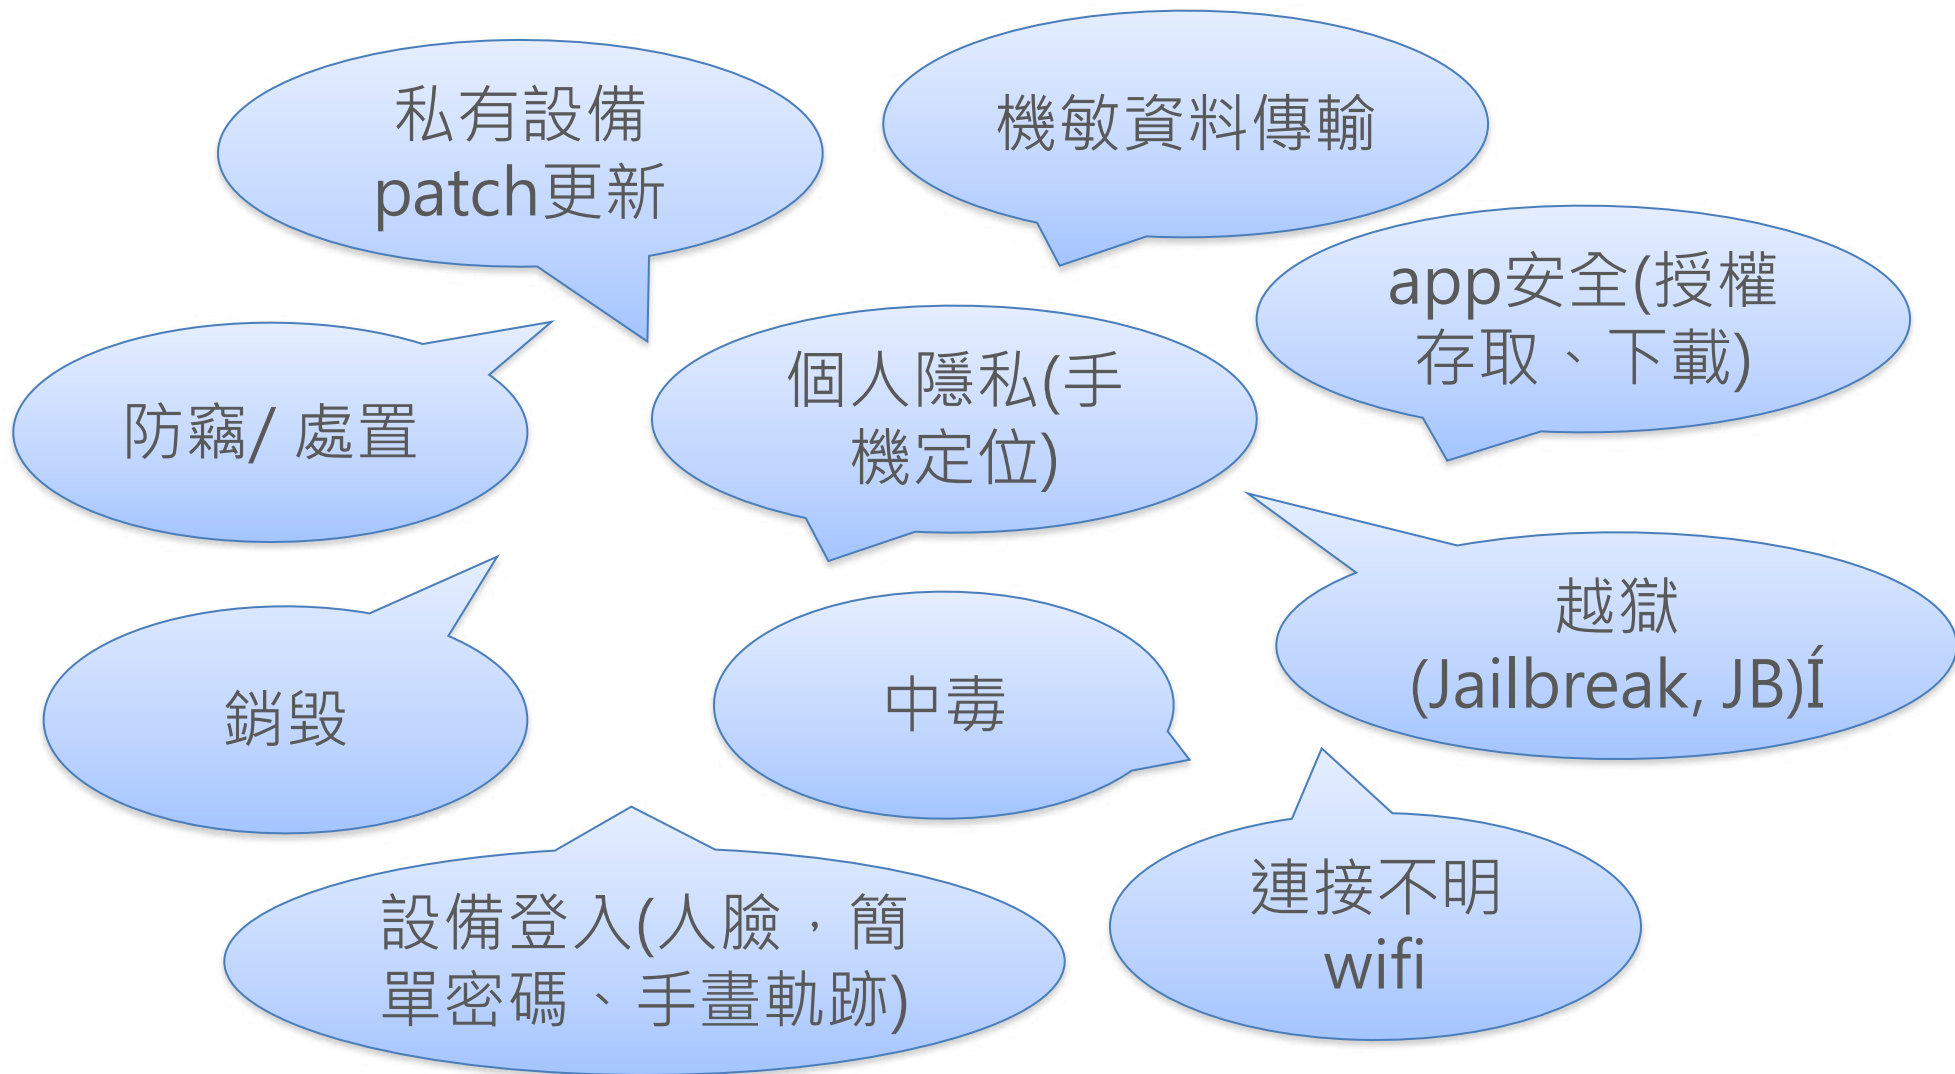 私有設備
patch更新
機敏資料傳輸
app安全(授權
存取、下載)
個人隱私(手
機定位)
防竊/ 處置
越獄
(Jailbreak, JB)Í
銷毀
中毒
連接不明
wifi
設備登入(人臉，簡
單密碼、手畫軌跡)